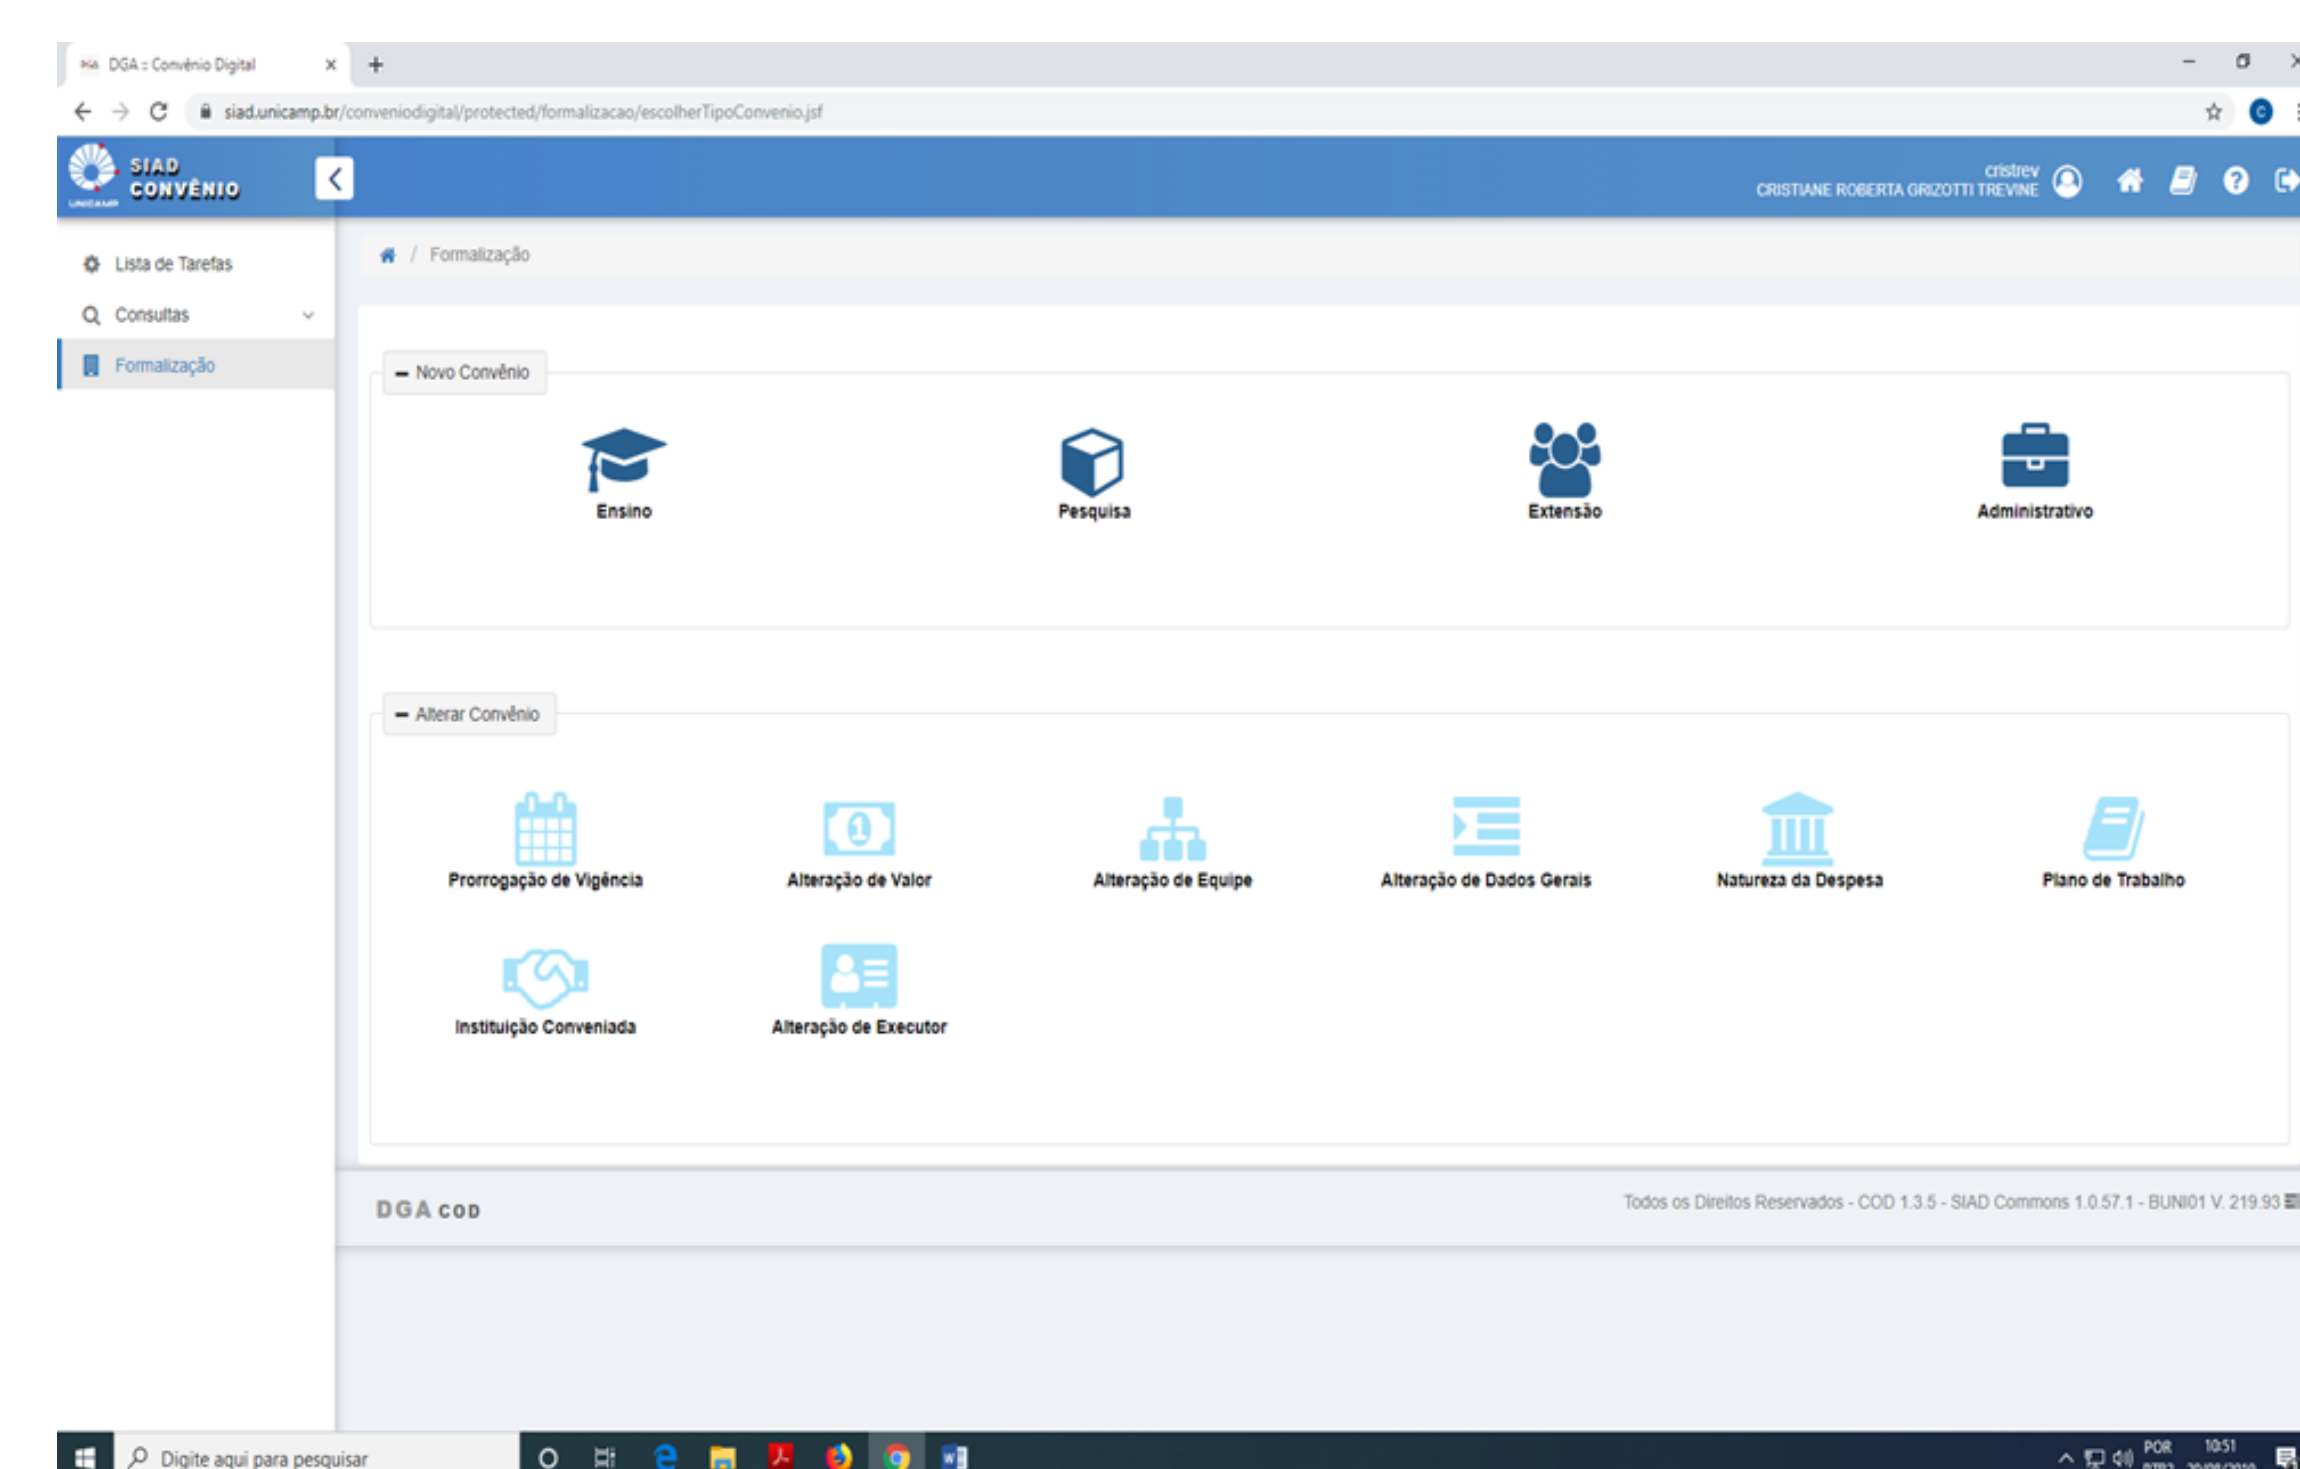 DGA :: Convênio Digital
siad.unicamp.br/conveniodigital/protected/formalizacao/escolherTipoConvenio.jsf
SIAD
CONVÊNIO
UNICAMP
cristrev
CRISTIANE ROBERTA GRIZOTTI TREVINE
Lista de Tarefas
Consultas
Formalização
/ Formalização
Novo Convênio
Ensino
Pesquisa
Extensão
Administrativo
Alterar Convênio
Prorrogação de Vigência
Alteração de Valor
Alteração de Equipe
Alteração de Dados Gerais
Natureza da Despesa
Plano de Trabalho
Instituição Conveniada
Alteração de Executor
DGA COD
Todos os Direitos Reservados - COD 1.3.5 - SIAD Commons 1.0.57.1 - BUNI01 V. 219.93
Digite aqui para pesquisar
POR
10:51